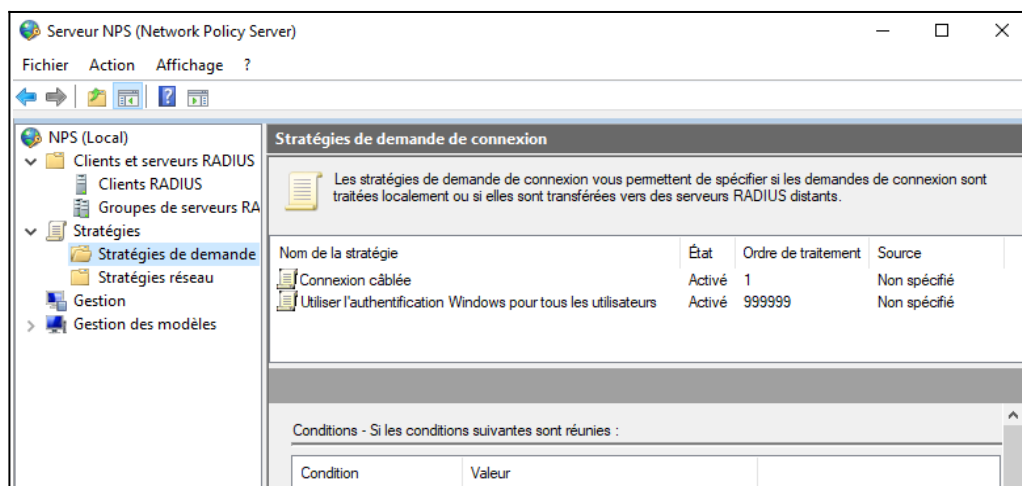 Serveur NPS (Network Policy Server)
Fichier Action Affichage ?
NPS (Local)
Clients et serveurs RADIUS
Clients RADIUS
Groupes de serveurs RA
Stratégies
Stratégies de demande
Stratégies réseau
Gestion
Gestion des modèles
Stratégies de demande de connexion
Les stratégies de demande de connexion vous permettent de spécifier si les demandes de connexion sont
traitées localement ou si elles sont transférées vers des serveurs RADIUS distants.
Nom de la stratégie État Ordre de traitement Source
Connexion câblée Activé 1 Non spécifié
Utiliser l'authentification Windows pour tous les utilisateurs Activé 999999 Non spécifié
Conditions - Si les conditions suivantes sont réunies :
Condition Valeur